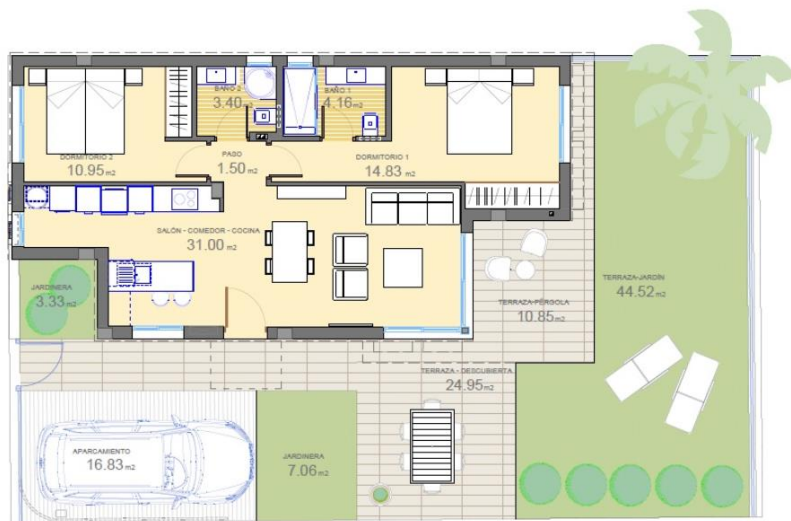 BAÑO 2
3.40 m2
BAÑO 1
4.16 m2
DORMITORIO 2
10.95 m2
PASO
1.50 m2
DORMITORIO 1
14.83 m2
SALÓN - COMEDOR - COCINA
31.00 m2
JARDINERA
3.33 m2
TERRAZA-PÉRGOLA
10.85 m2
TERRAZA-JARDÍN
44.52 m2
TERRAZA - DESCUBIERTA
24.95 m2
APARCAMIENTO
16.83 m2
JARDINERA
7.06 m2